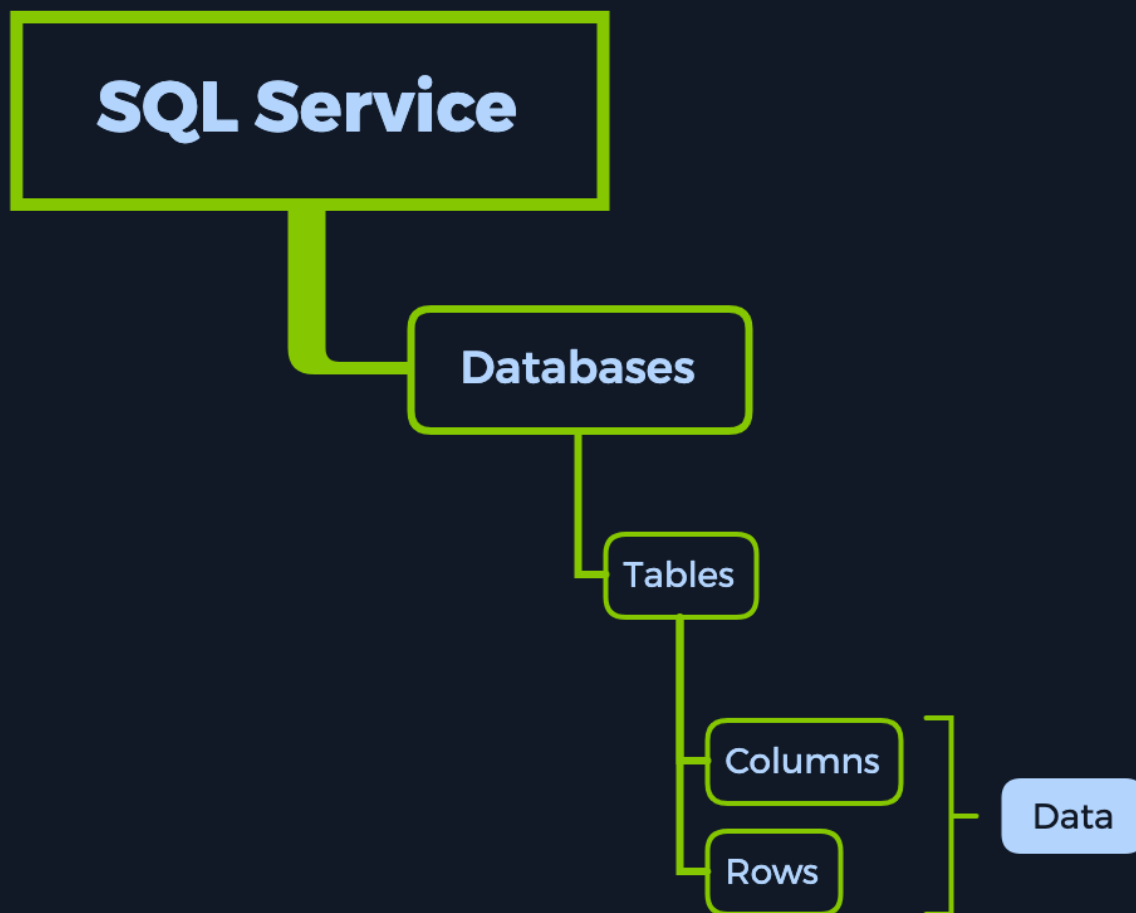 SQL Service
Databases
Tables
Columns
Data
Rows